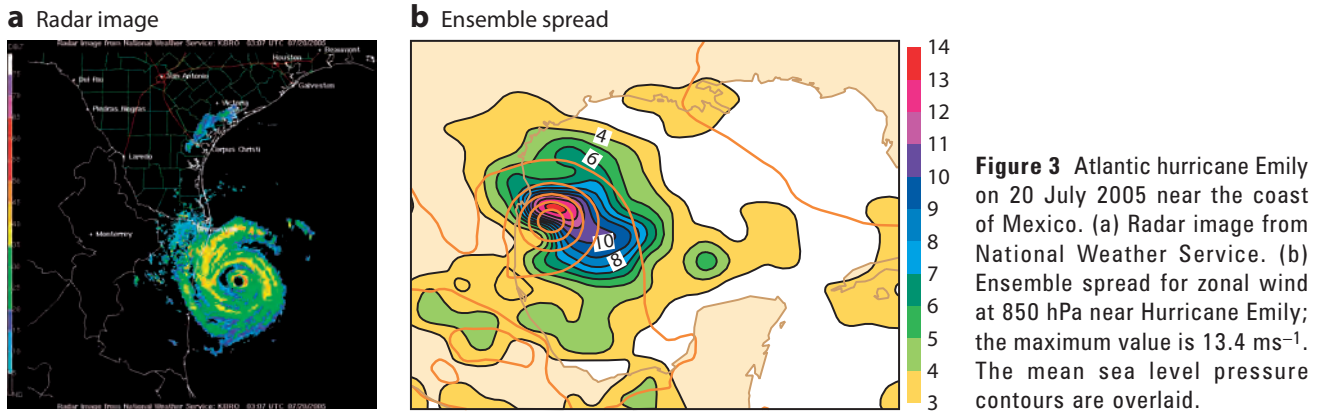 a Radar image
Radar Image from National Weather Service: KBRO 03:07 UTC 07/20/2005
Beaumont
Houston
San Antonio
Galveston
Del Rio
Victoria
Piedras Negras
Corpus Christi
Laredo
Monterrey
Radar Image from National Weather Service: KBRO 03:07 UTC 07/20/2005
b Ensemble spread
4
6
10
8
14
13
12
11
10
9
8
7
6
5
4
3
Figure 3 Atlantic hurricane Emily
on 20 July 2005 near the coast
of Mexico. (a) Radar image from
National Weather Service. (b)
Ensemble spread for zonal wind
at 850 hPa near Hurricane Emily;
the maximum value is 13.4 ms–1.
The mean sea level pressure
contours are overlaid.